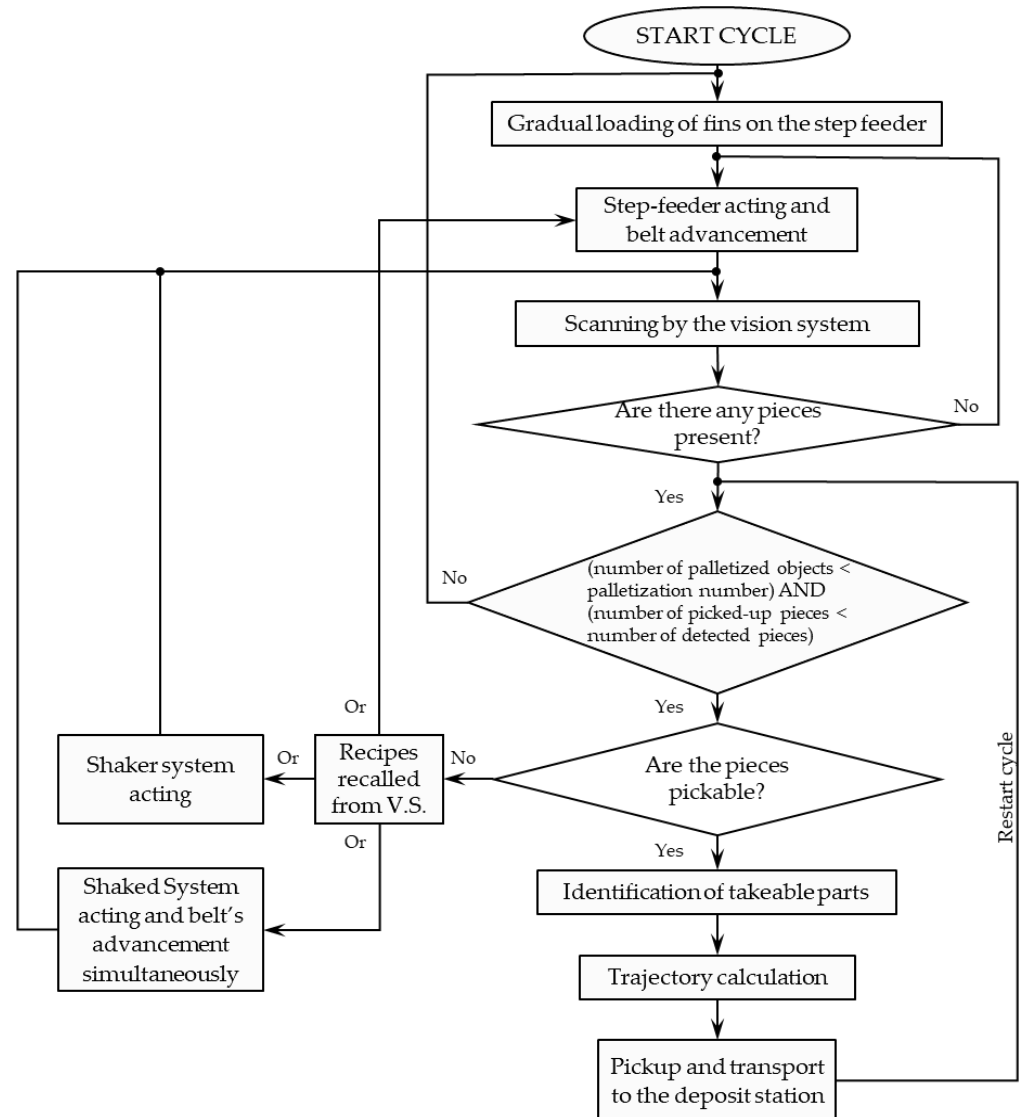 START CYCLE
Gradual loading of fins on the step feeder
Step-feeder acting and
belt advancement
Scanning by the vision system
Are there any pieces
present?
No
Yes
(number of palletized objects <
palletization number) AND
(number of picked-up pieces <
number of detected pieces)
No
Yes
Are the pieces
pickable?
No
Recipes
recalled
from V.S.
Or
Or
Or
Shaker system
acting
Shaked System
acting and belt's
advancement
simultaneously
Yes
Identification of takeable parts
Trajectory calculation
Pickup and transport
to the deposit station
Restart cycle